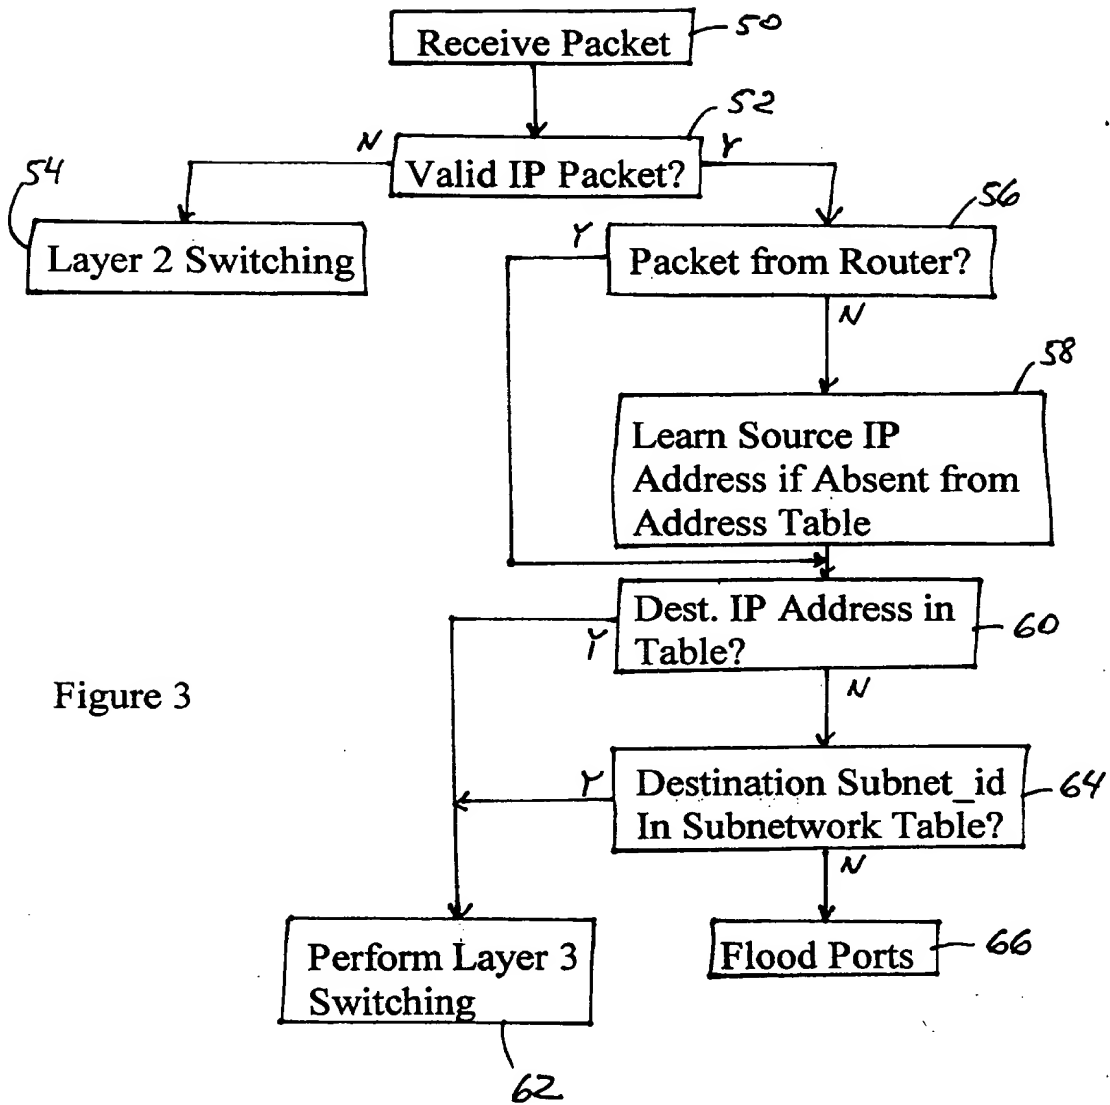 Receive Packet
50
52
N
Valid IP Packet?
Y
54
56
Layer 2 Switching
Y
Packet from Router?
N
58
Learn Source IP
Address if Absent from
Address Table
Dest. IP Address in
Table?
60
Y
N
Figure 3
Y
Destination Subnet_id
In Subnetwork Table?
64
N
Perform Layer 3
Switching
Flood Ports
66
62